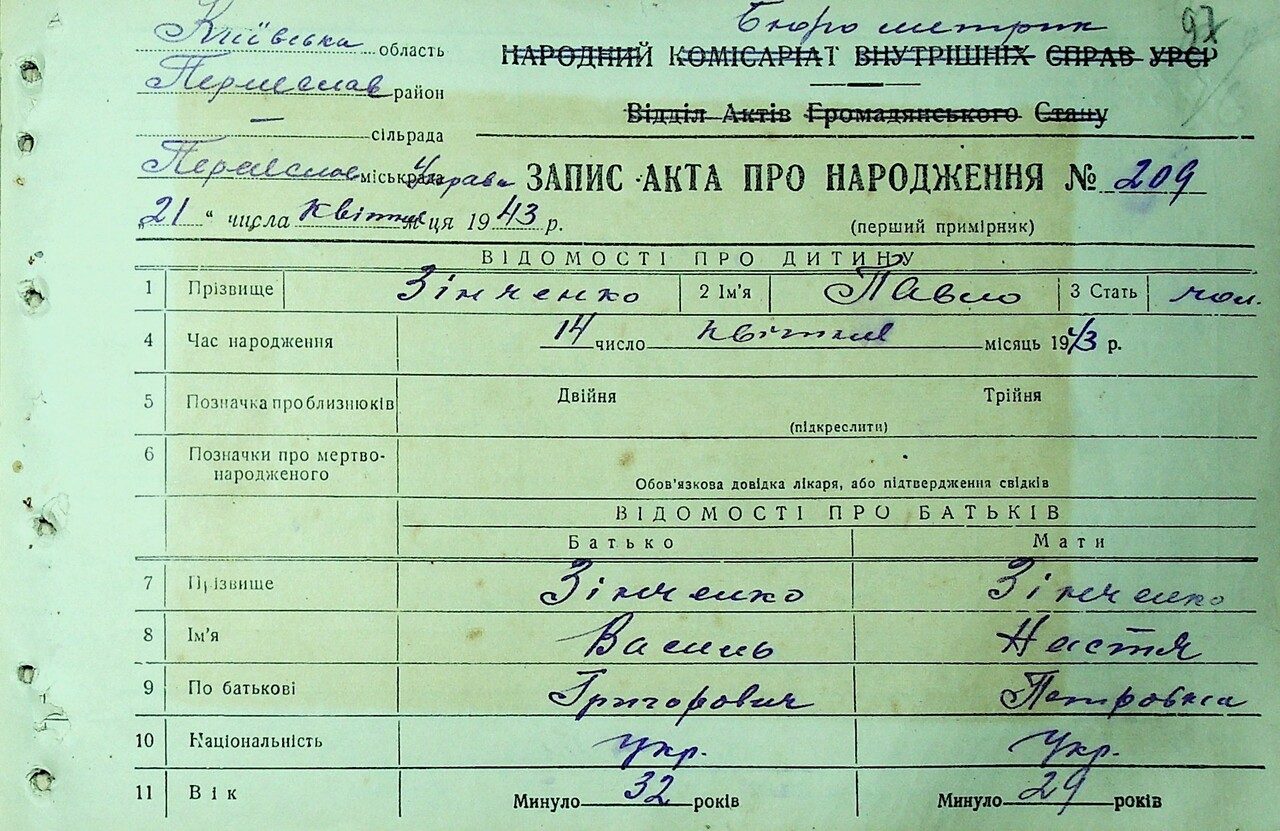 Київська область
Бюро метрик
97
НАРОДНИЙ КОМІСАРІАТ ВНУТРІШНІХ СПРАВ УРСР
Переяслав район
Відділ Актів Громадянського Стану
— сільрада
Переяслав міськрада Управа
ЗАПИС АКТА ПРО НАРОДЖЕННЯ № 209
„21" числа квітня м-ця 1943 р.
(перший примірник)
ВІДОМОСТІ ПРО ДИТИНУ
1 Прізвище Зінченко 2 Ім'я Павло 3 Стать чол.
4 Час народження 14 число квітня місяць 1943 р.
5 Позначка про близнюків Двійня Трійня
(підкреслити)
6 Позначки про мертво-
народженого
Обов'язкова довідка лікаря, або підтвердження свідків
ВІДОМОСТІ ПРО БАТЬКІВ
Батько Мати
7 Прізвище Зінченко Зінченко
8 Ім'я Василь Настя
9 По батькові Григорович Петровна
10 Національність укр. укр.
11 Вік Минуло 32 років Минуло 29 років